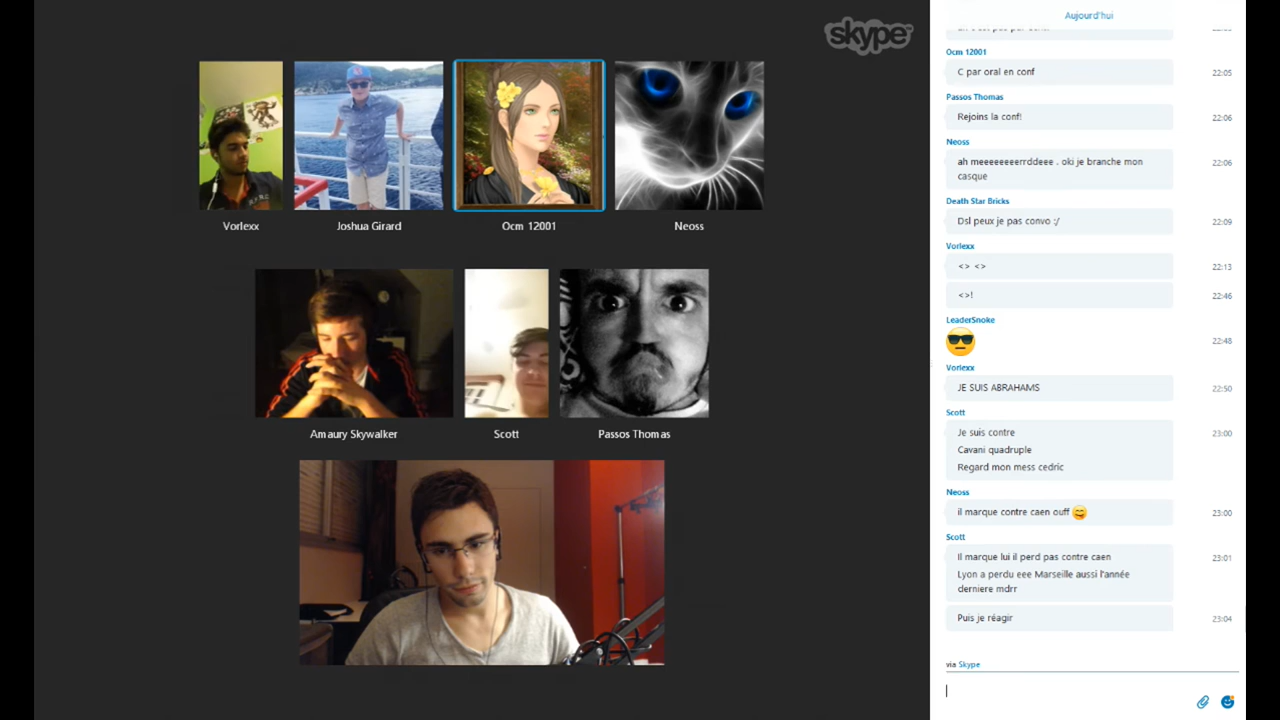 skype
Vorlexx
Joshua Girard
Ocm 12001
Neoss
Amaury Skywalker
Scott
Passos Thomas
Aujourd'hui
Ocm 12001
C par oral en conf
22:05
Passos Thomas
Rejoins la conf!
22:06
Neoss
ah meeeeeeeerrddeee . oki je branche mon
casque
22:06
Death Star Bricks
Dsl peux je pas convo :/
22:09
Vorlexx
<> <>
22:13
<>!
22:46
LeaderSnoke
22:48
Vorlexx
JE SUIS ABRAHAMS
22:50
Scott
Je suis contre
23:00
Cavani quadruple
Regard mon mess cedric
Neoss
il marque contre caen ouff
23:00
Scott
Il marque lui il perd pas contre caen
23:01
Lyon a perdu eee Marseille aussi l'année
derniere mdrr
Puis je réagir
23:04
via Skype